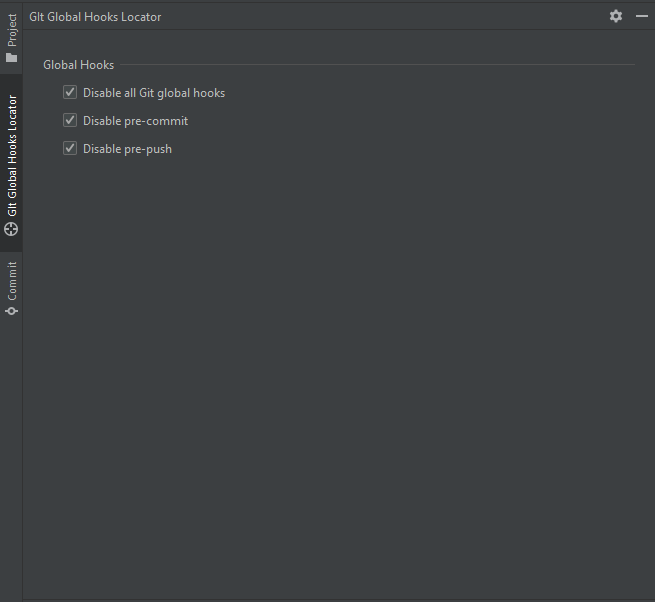 GIt Global Hooks Locator
Global Hooks
Disable all Git global hooks
Disable pre-commit
Disable pre-push
Project
GIt Global Hooks Locator
Commit